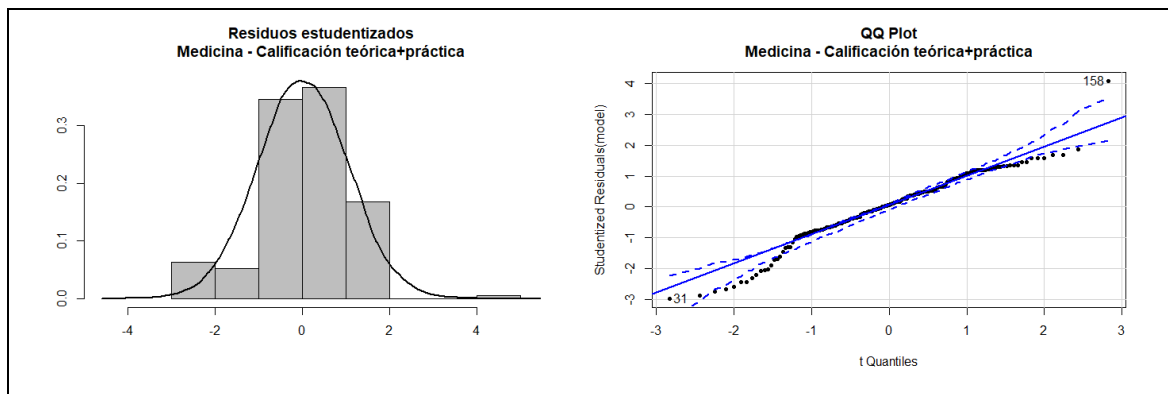 Residuos estudentizados
Medicina - Calificación teórica+práctica
0.3
0.2
0.1
0.0
-4 -2 0 2 4
QQ Plot
Medicina - Calificación teórica+práctica
Studentized Residuals(model)
4
3
2
1
0
-1
-2
-3
158
31
-3 -2 -1 0 1 2 3
t Quantiles